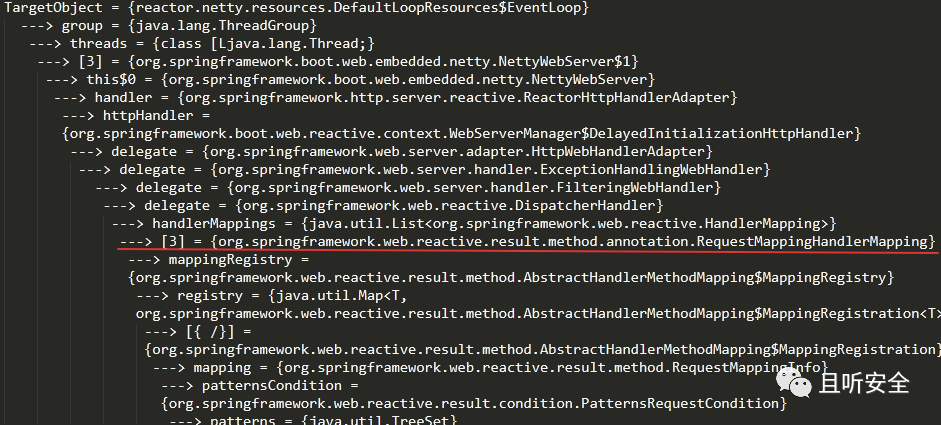 TargetObject = {reactor.netty.resources.DefaultLoopResources$EventLoop}
---> group = {java.lang.ThreadGroup}
---> threads = {class [Ljava.lang.Thread;}
---> [3] = {org.springframework.boot.web.embedded.netty.NettyWebServer$1}
---> this$0 = {org.springframework.boot.web.embedded.netty.NettyWebServer}
---> handler = {org.springframework.http.server.reactive.ReactorHttpHandlerAdapter}
---> httpHandler =
{org.springframework.boot.web.reactive.context.WebServerManager$DelayedInitializationHttpHandler}
---> delegate = {org.springframework.web.server.adapter.HttpWebHandlerAdapter}
---> delegate = {org.springframework.web.server.handler.ExceptionHandlingWebHandler}
---> delegate = {org.springframework.web.server.handler.FilteringWebHandler}
---> delegate = {org.springframework.web.reactive.DispatcherHandler}
---> handlerMappings = {java.util.List<org.springframework.web.reactive.HandlerMapping>}
---> [3] = {org.springframework.web.reactive.result.method.annotation.RequestMappingHandlerMapping}
---> mappingRegistry =
{org.springframework.web.reactive.result.method.AbstractHandlerMethodMapping$MappingRegistry}
---> registry = {java.util.Map<T,
org.springframework.web.reactive.result.method.AbstractHandlerMethodMapping$MappingRegistration<T>
---> [{ /}] =
{org.springframework.web.reactive.result.method.AbstractHandlerMethodMapping$MappingRegistration}
---> mapping = {org.springframework.web.reactive.result.method.RequestMappingInfo}
---> patternsCondition =
{org.springframework.web.reactive.result.condition.PatternsRequestCondition}
---> patterns = {java.util.TreeSet}
且听安全